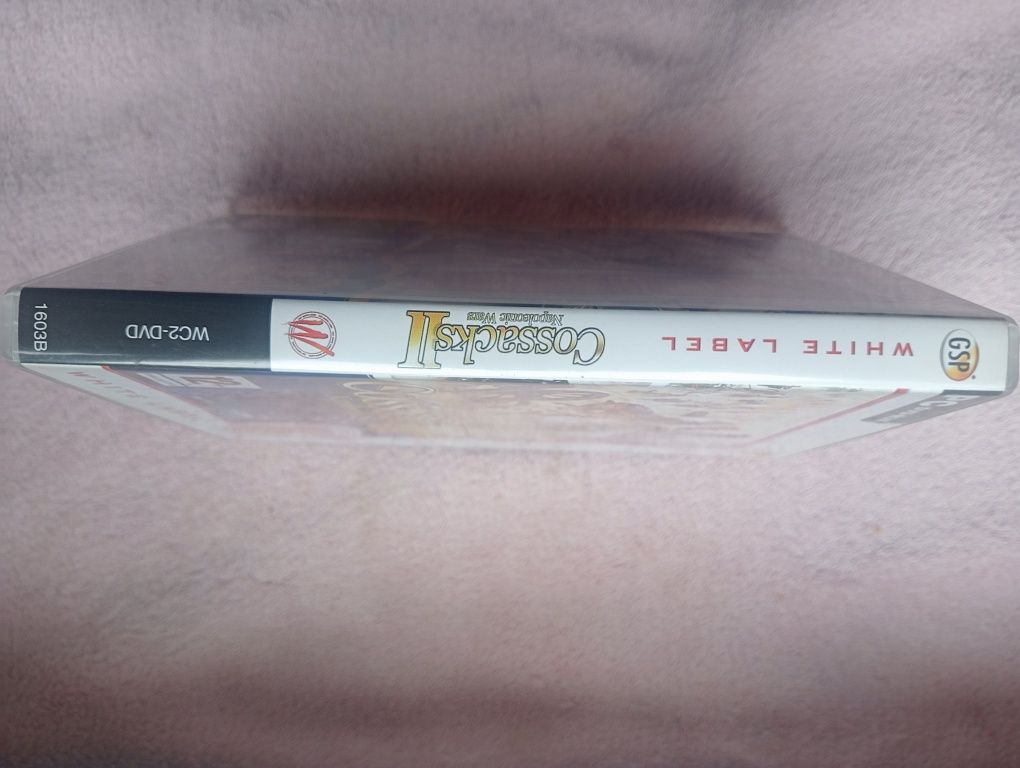 GSP
WHITE LABEL
Cossacks II
Napoleonic Wars
W
WC2-DVD
1603B